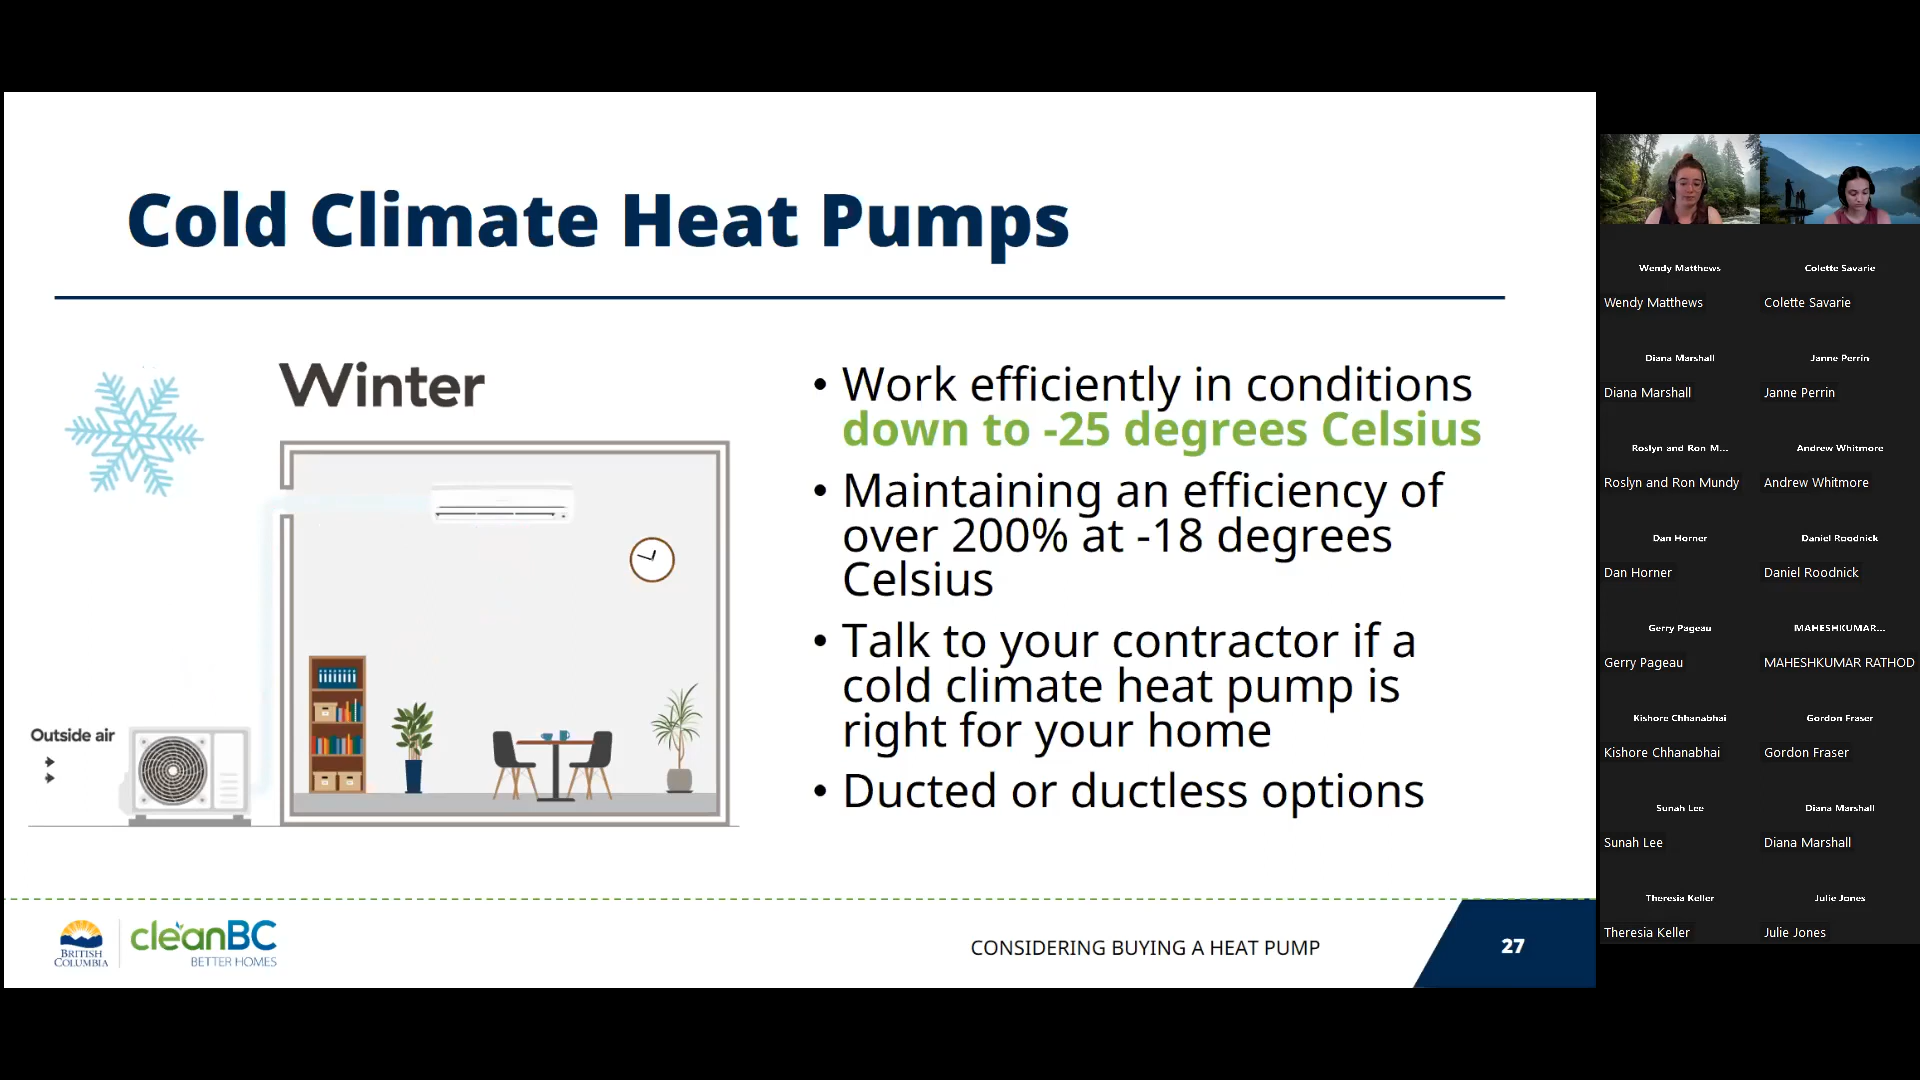 Cold Climate Heat Pumps
Winter
Outside air
• Work efficiently in conditions
down to -25 degrees Celsius
• Maintaining an efficiency of
over 200% at -18 degrees
Celsius
• Talk to your contractor if a
cold climate heat pump is
right for your home
• Ducted or ductless options
BRITISH
COLUMBIA
cleanBC
BETTER HOMES
CONSIDERING BUYING A HEAT PUMP
27
Wendy Matthews
Wendy Matthews
Colette Savarie
Colette Savarie
Diana Marshall
Diana Marshall
Janne Perrin
Janne Perrin
Roslyn and Ron M...
Roslyn and Ron Mundy
Andrew Whitmore
Andrew Whitmore
Dan Horner
Dan Horner
Daniel Roodnick
Daniel Roodnick
Gerry Pageau
Gerry Pageau
MAHESHKUMAR...
MAHESHKUMAR RATHOD
Kishore Chhanabhai
Kishore Chhanabhai
Gordon Fraser
Gordon Fraser
Sunah Lee
Sunah Lee
Diana Marshall
Diana Marshall
Theresia Keller
Theresia Keller
Julie Jones
Julie Jones